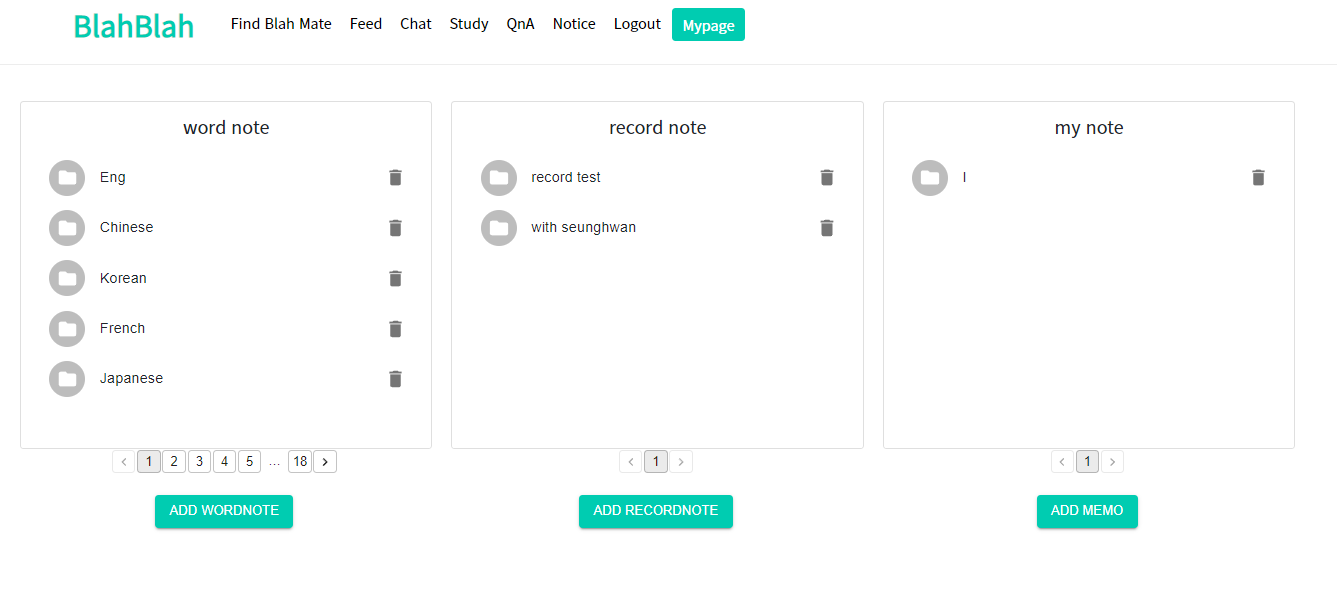 BlahBlah Find Blah Mate Feed Chat Study QnA Notice Logout Mypage
word note
Eng
Chinese
Korean
French
Japanese
1 2 3 4 5 ... 18
ADD WORDNOTE
record note
record test
with seunghwan
1
ADD RECORDNOTE
my note
I
1
ADD MEMO